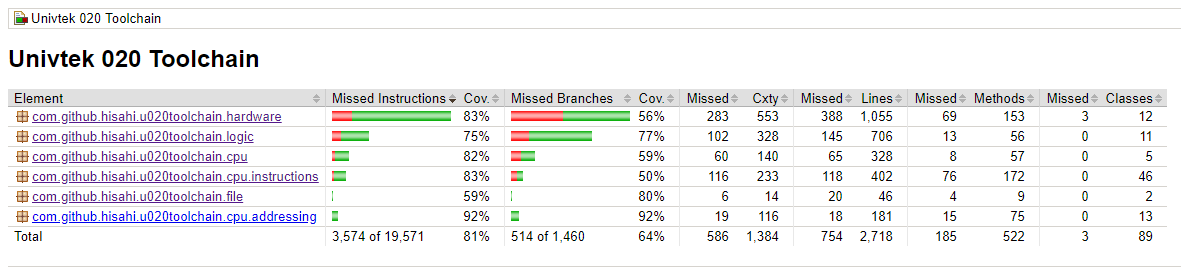 Univtek 020 Toolchain
Univtek 020 Toolchain
Element Missed Instructions Cov. Missed Branches Cov. Missed Cxty Missed Lines Missed Methods Missed Classes
com.github.hisahi.u020toolchain.hardware 83% 56% 283 553 388 1,055 69 153 3 12
com.github.hisahi.u020toolchain.logic 75% 77% 102 328 145 706 13 56 0 11
com.github.hisahi.u020toolchain.cpu 82% 59% 60 140 65 328 8 57 0 5
com.github.hisahi.u020toolchain.cpu.instructions 83% 50% 116 233 118 402 76 172 0 46
com.github.hisahi.u020toolchain.file 59% 80% 6 14 20 46 4 9 0 2
com.github.hisahi.u020toolchain.cpu.addressing 92% 92% 19 116 18 181 15 75 0 13
Total 3,574 of 19,571 81% 514 of 1,460 64% 586 1,384 754 2,718 185 522 3 89